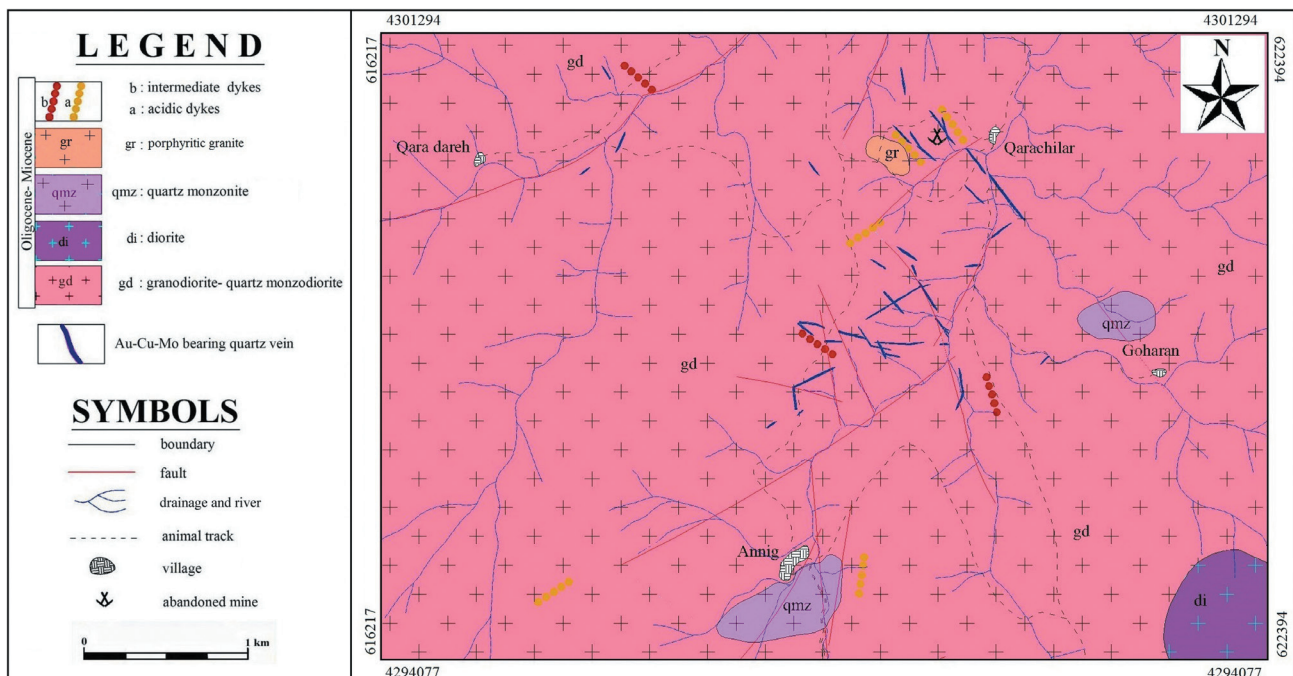 LEGEND
Oligocene- Miocene
b a
b : intermediate dykes
a : acidic dykes
gr
gr : porphyritic granite
qmz
qmz : quartz monzonite
di
di : diorite
gd
gd : granodiorite- quartz monzodiorite
Au-Cu-Mo bearing quartz vein
SYMBOLS
boundary
fault
drainage and river
animal track
village
abandoned mine
0 1 km
4301294 4301294
616217 622394
N
gd
Qara dareh
gr
Qarachilar
gd
qmz
Goharan
gd
gd
Annig
qmz
di
616217 622394
4294077 4294077